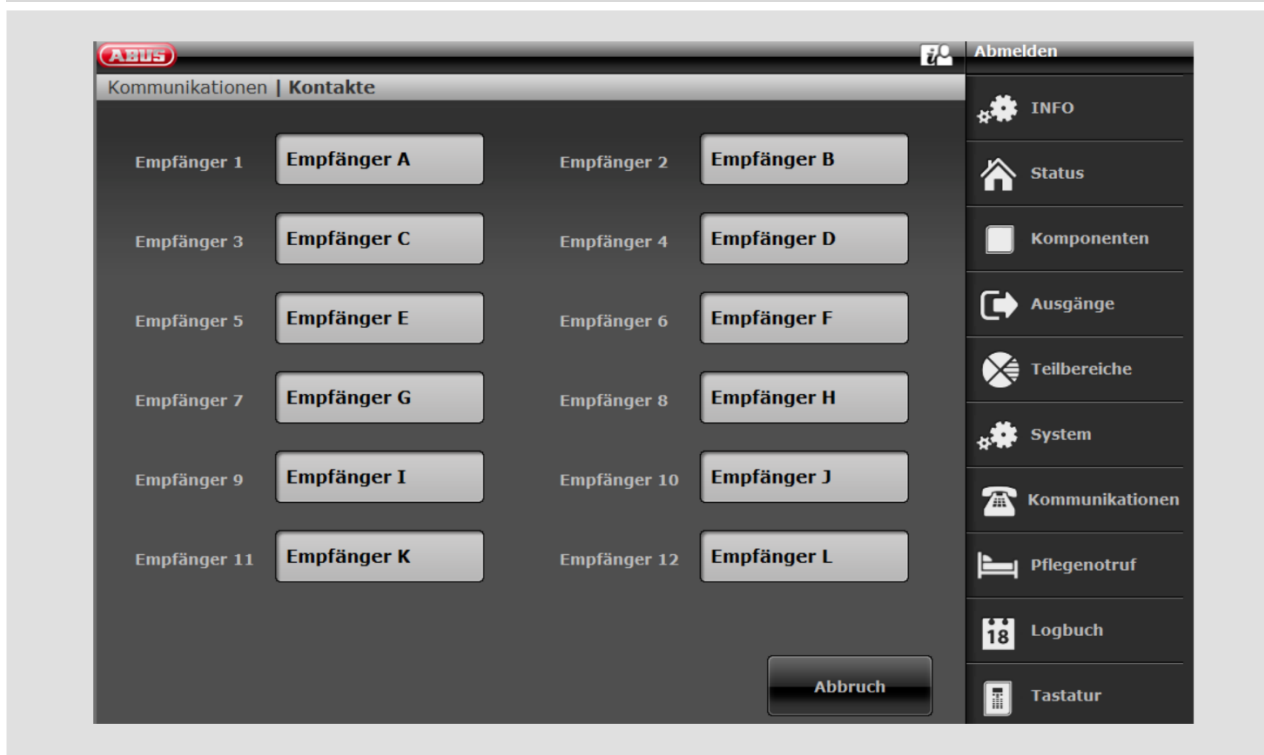 ABUS
Abmelden
Kommunikationen | Kontakte
Empfänger 1 Empfänger A Empfänger 2 Empfänger B
Empfänger 3 Empfänger C Empfänger 4 Empfänger D
Empfänger 5 Empfänger E Empfänger 6 Empfänger F
Empfänger 7 Empfänger G Empfänger 8 Empfänger H
Empfänger 9 Empfänger I Empfänger 10 Empfänger J
Empfänger 11 Empfänger K Empfänger 12 Empfänger L
Abbruch
INFO
Status
Komponenten
Ausgänge
Teilbereiche
System
Kommunikationen
Pflegenotruf
18 Logbuch
Tastatur